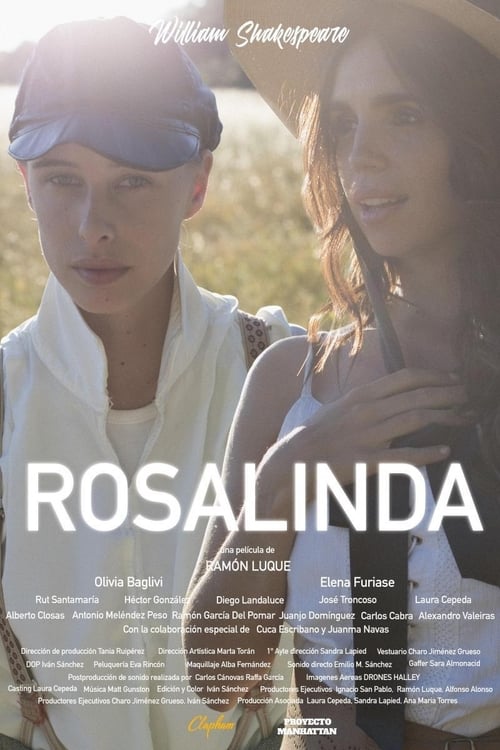 William Shakespeare
ROSALINDA
una película de
RAMÓN LUQUE
Olivia Baglivi Elena Furiase
Rut Santamaría Héctor González Diego Landaluce José Troncoso Laura Cepeda
Alberto Closas Antonio Meléndez Peso Ramón García Del Pomar Juanjo Domínguez Carlos Cabra Alexandro Valeiras
Con la colaboración especial de Cuca Escribano y Juanma Navas
Dirección de producción Tania Ruipérez Dirección Artística Marta Torán 1º Ayte dirección Sandra Lapied Vestuario Charo Jiménez Grueso
DOP Iván Sánchez Peluquería Eva Rincón Maquillaje Alba Fernández Sonido directo Emilio M. Sánchez Gaffer Sara Almonacid
Postproducción de sonido realizada por Carlos Cánovas Raffa García Imagenes Aereas DRONES HALLEY
Casting Laura Cepeda Música Matt Gunston Edición y Color Iván Sánchez Productores Ejecutivos Ignacio San Pablo, Ramón Luque, Alfonso Alonso
Productores Ejecutivos Charo Jiménez Grueso. Iván Sánchez Producción Asociada Laura Cepeda, Sandra Lapied, Ana Maria Torres
Clapham PROYECTO
MANHATTAN